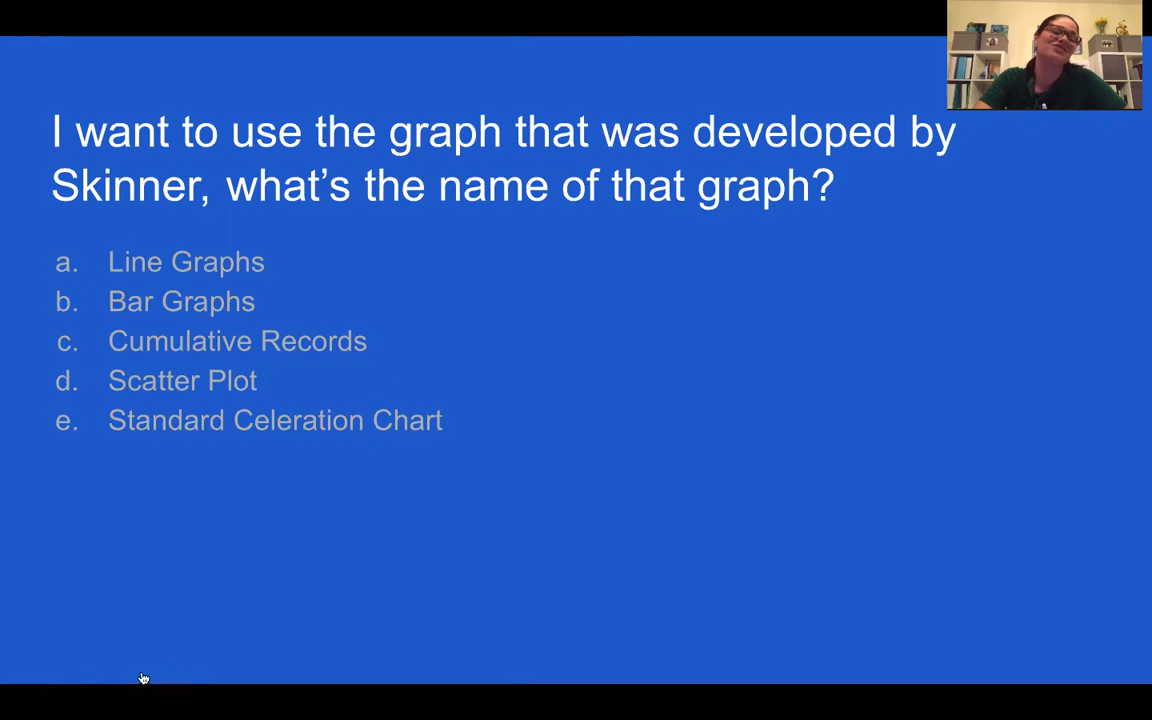 I want to use the graph that was developed by
Skinner, what’s the name of that graph?
a. Line Graphs
b. Bar Graphs
c. Cumulative Records
d. Scatter Plot
e. Standard Celeration Chart